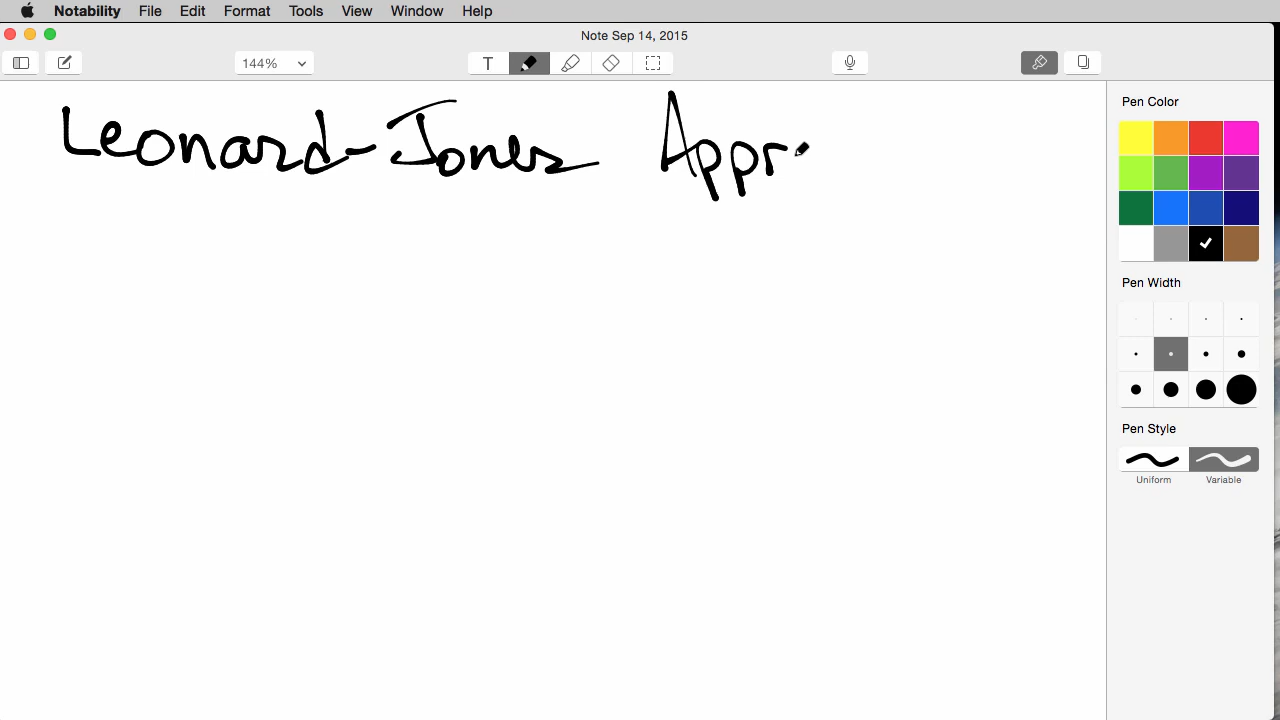 Notability File Edit Format Tools View Window Help
Note Sep 14, 2015
144% T
Leonard-Jones Appr
Pen Color
Pen Width
Pen Style
Uniform Variable